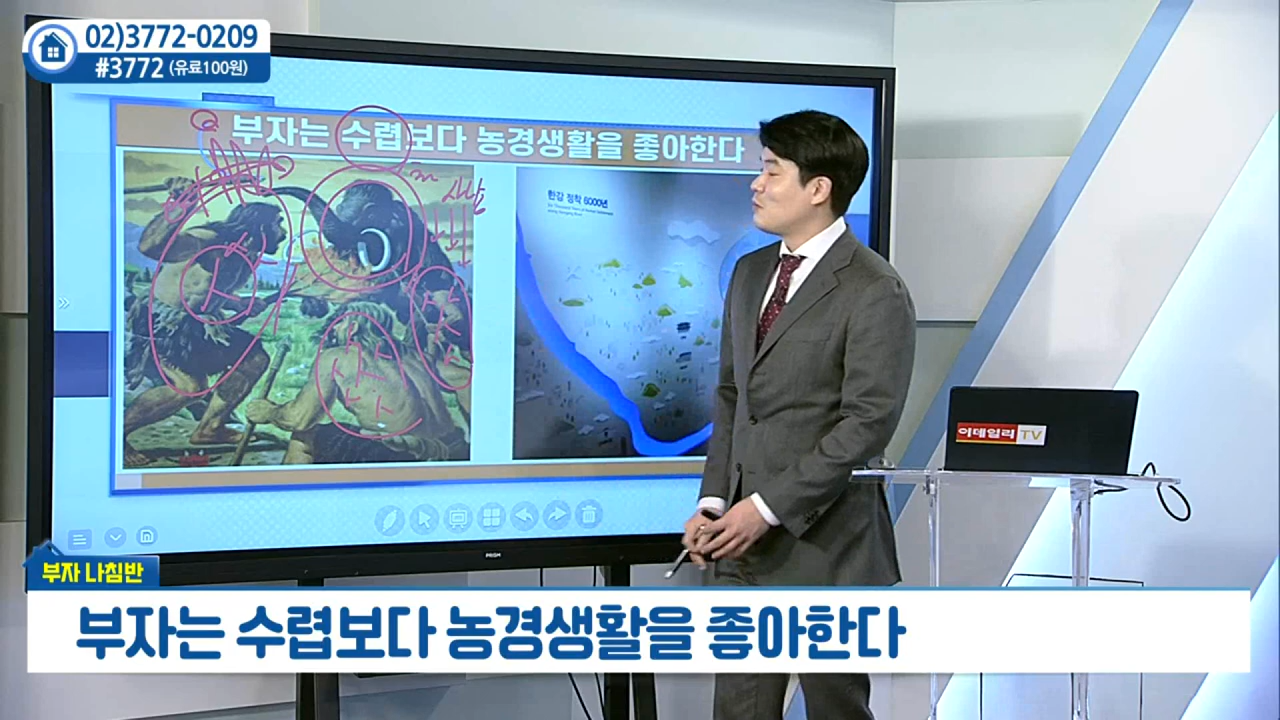 02)3772-0209
#3772 (유료100원)
부자는 수렵보다 농경생활을 좋아한다
사냥
한강 정착 6000년
이데일리 TV
부자 나침반
부자는 수렵보다 농경생활을 좋아한다